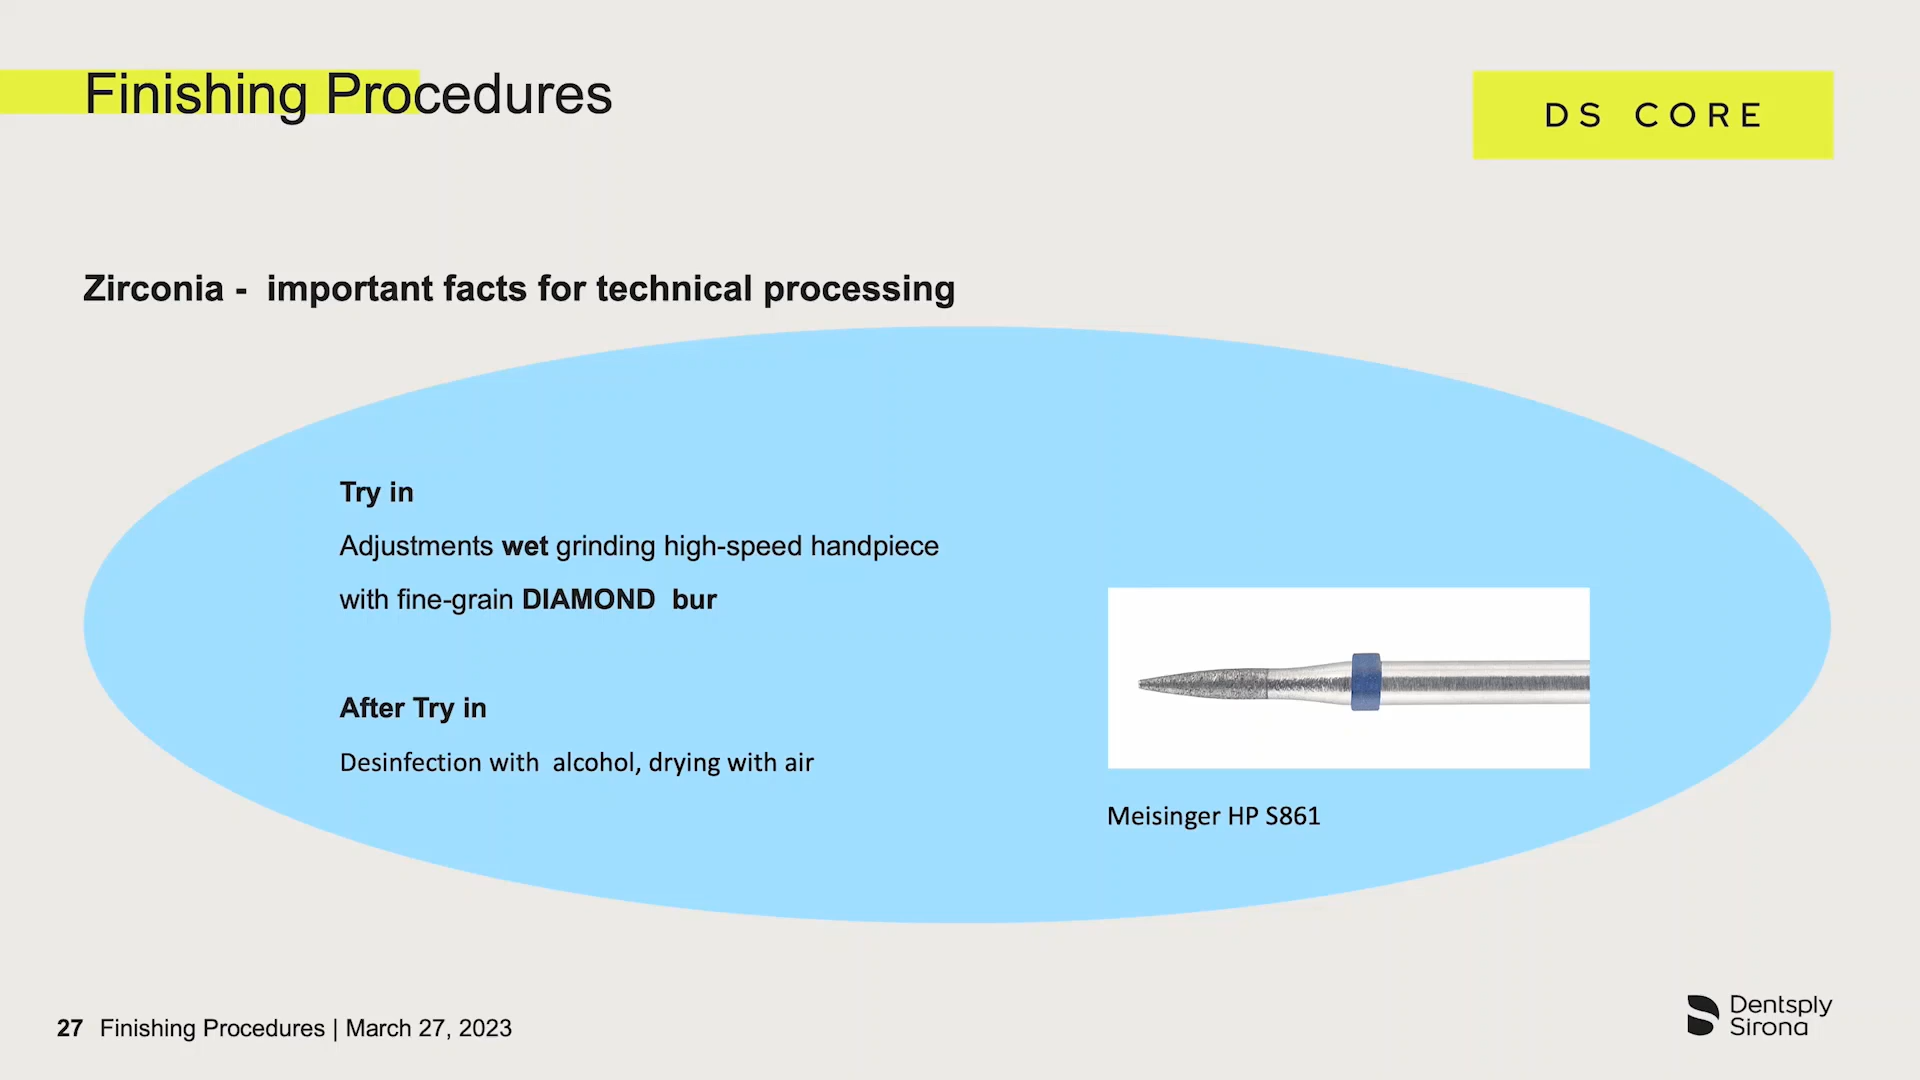 Finishing Procedures
DS CORE
Zirconia -  important facts for technical processing
Try in
Adjustments wet grinding high-speed handpiece
with fine-grain DIAMOND  bur
After Try in
Desinfection with  alcohol, drying with air
Meisinger HP S861
27 Finishing Procedures | March 27, 2023
Dentsply
Sirona